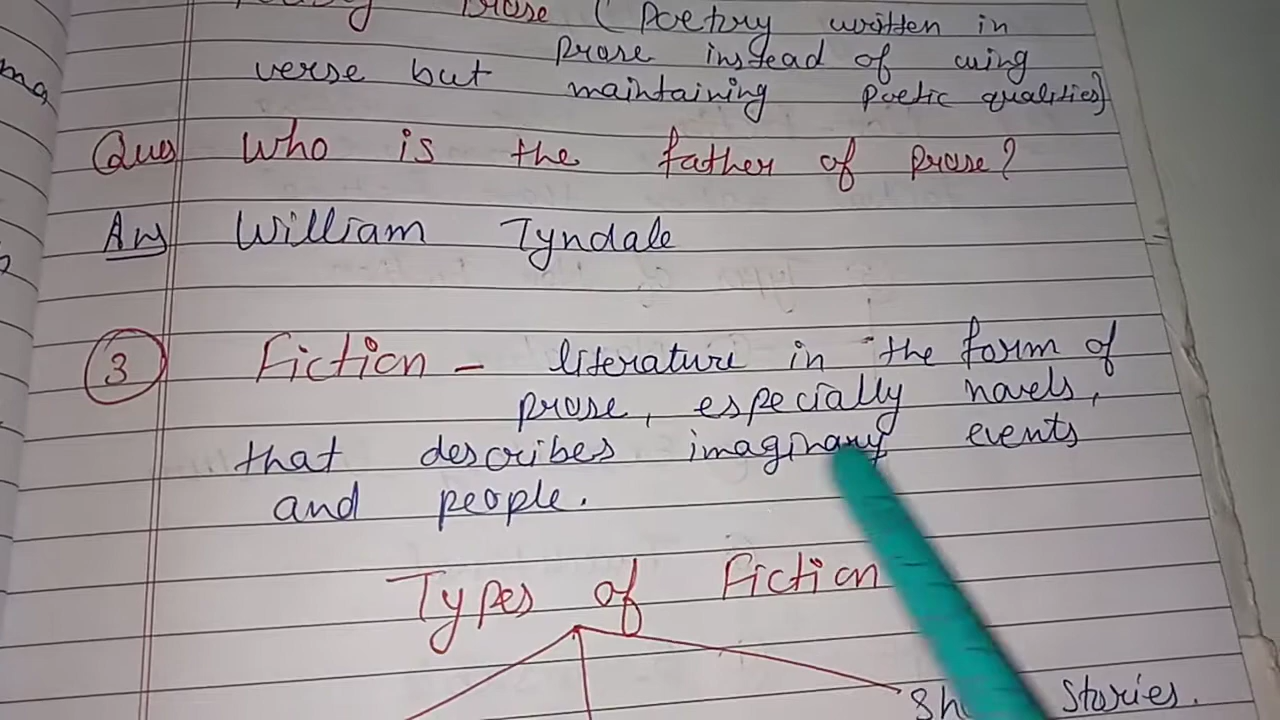 Prose (Poetry written in
prose instead of using
verse but maintaining poetic qualities)
Ques Who is the father of prose?
Ans William Tyndale
3 Fiction - literature in the form of
prose, especially novels,
that describes imaginary events
and people.
Types of Fiction
Stories.